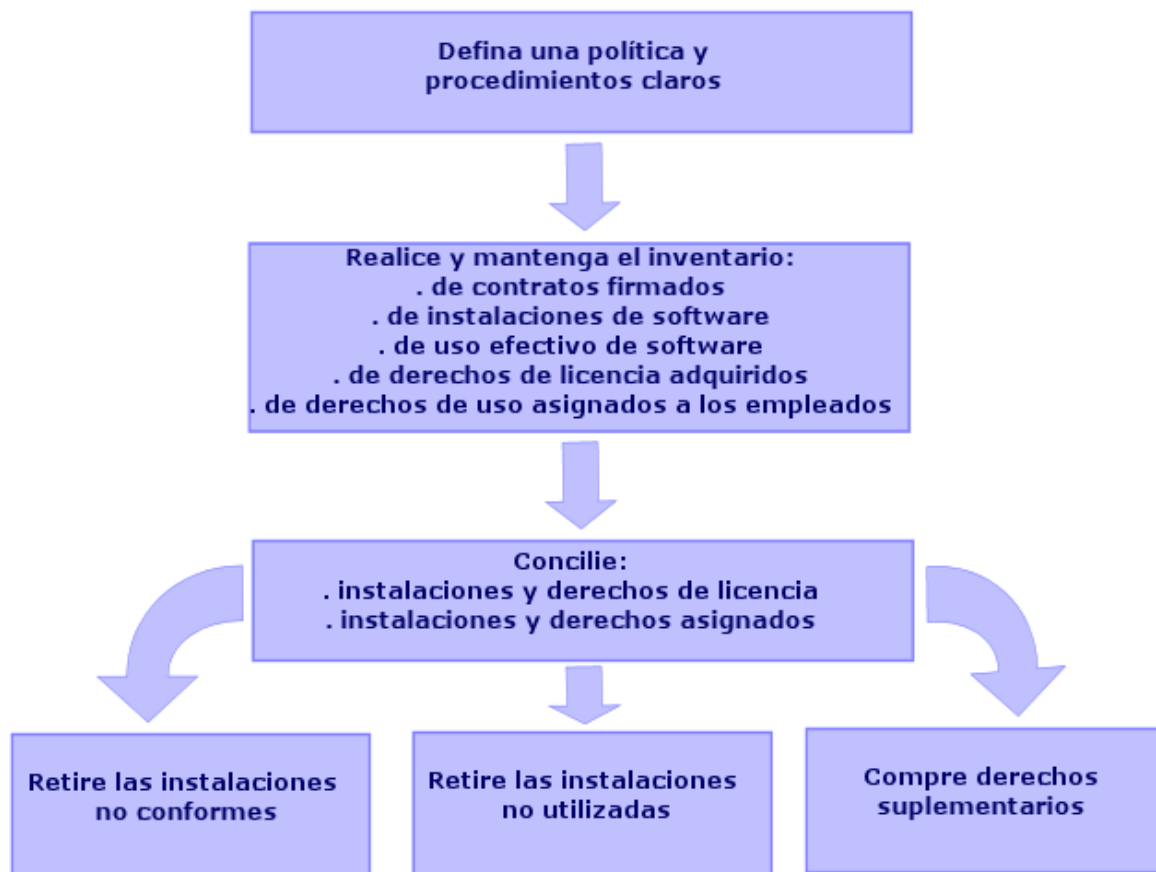 Defina una política y
procedimientos claros
Realice y mantenga el inventario:
. de contratos firmados
. de instalaciones de software
. de uso efectivo de software
. de derechos de licencia adquiridos
. de derechos de uso asignados a los empleados
Concilie:
. instalaciones y derechos de licencia
. instalaciones y derechos asignados
Retire las instalaciones
no conformes
Retire las instalaciones
no utilizadas
Compre derechos
suplementarios